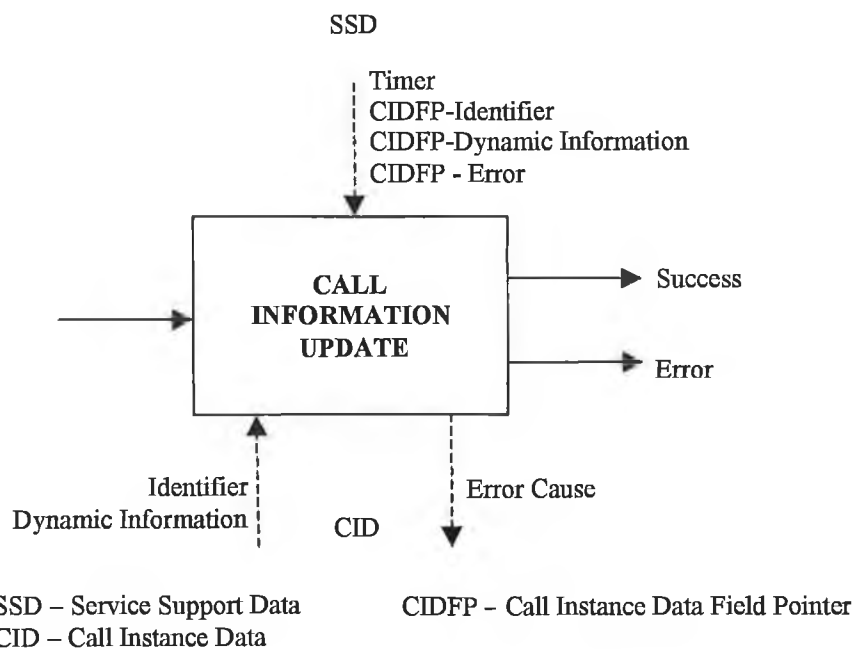 SSD
Timer
CIDFP-Identifier
CIDFP-Dynamic Information
CIDFP - Error
CALL
INFORMATION
UPDATE
Success
Error
Identifier
Dynamic Information
Error Cause
CID
SSD – Service Support Data
CIDFP – Call Instance Data Field Pointer
CID – Call Instance Data